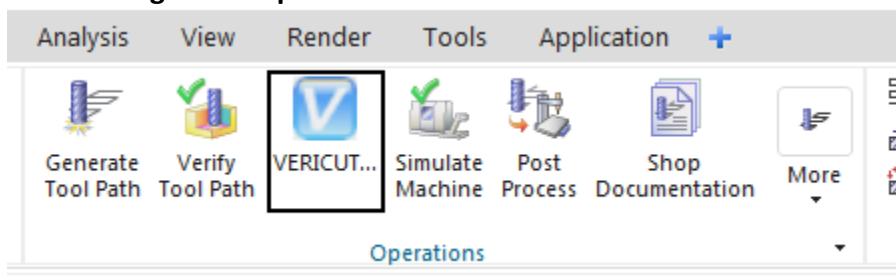 Analysis View Render Tools Application
Generate Tool Path
Verify Tool Path
VERICUT...
Simulate Machine
Post Process
Shop Documentation
More
Operations